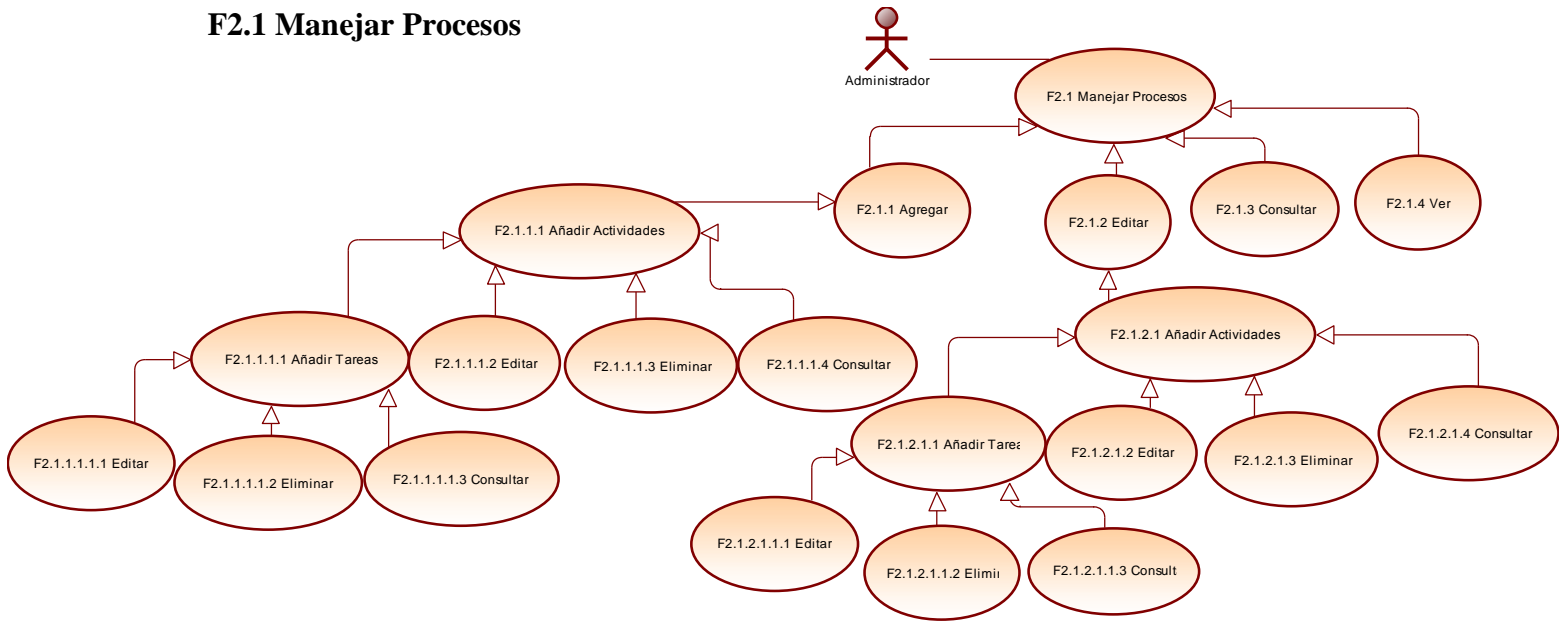 F2.1 Manejar Procesos
Administrador
F2.1 Manejar Procesos
F2.1.1 Agregar
F2.1.2 Editar
F2.1.3 Consultar
F2.1.4 Ver
F2.1.1.1 Añadir Actividades
F2.1.1.1.1 Añadir Tareas
F2.1.1.1.2 Editar
F2.1.1.1.3 Eliminar
F2.1.1.1.4 Consultar
F2.1.1.1.1.1 Editar
F2.1.1.1.1.2 Eliminar
F2.1.1.1.1.3 Consultar
F2.1.2.1 Añadir Actividades
F2.1.2.1.1 Añadir Tarea
F2.1.2.1.2 Editar
F2.1.2.1.3 Eliminar
F2.1.2.1.4 Consultar
F2.1.2.1.1.1 Editar
F2.1.2.1.1.2 Elimi
F2.1.2.1.1.3 Consult